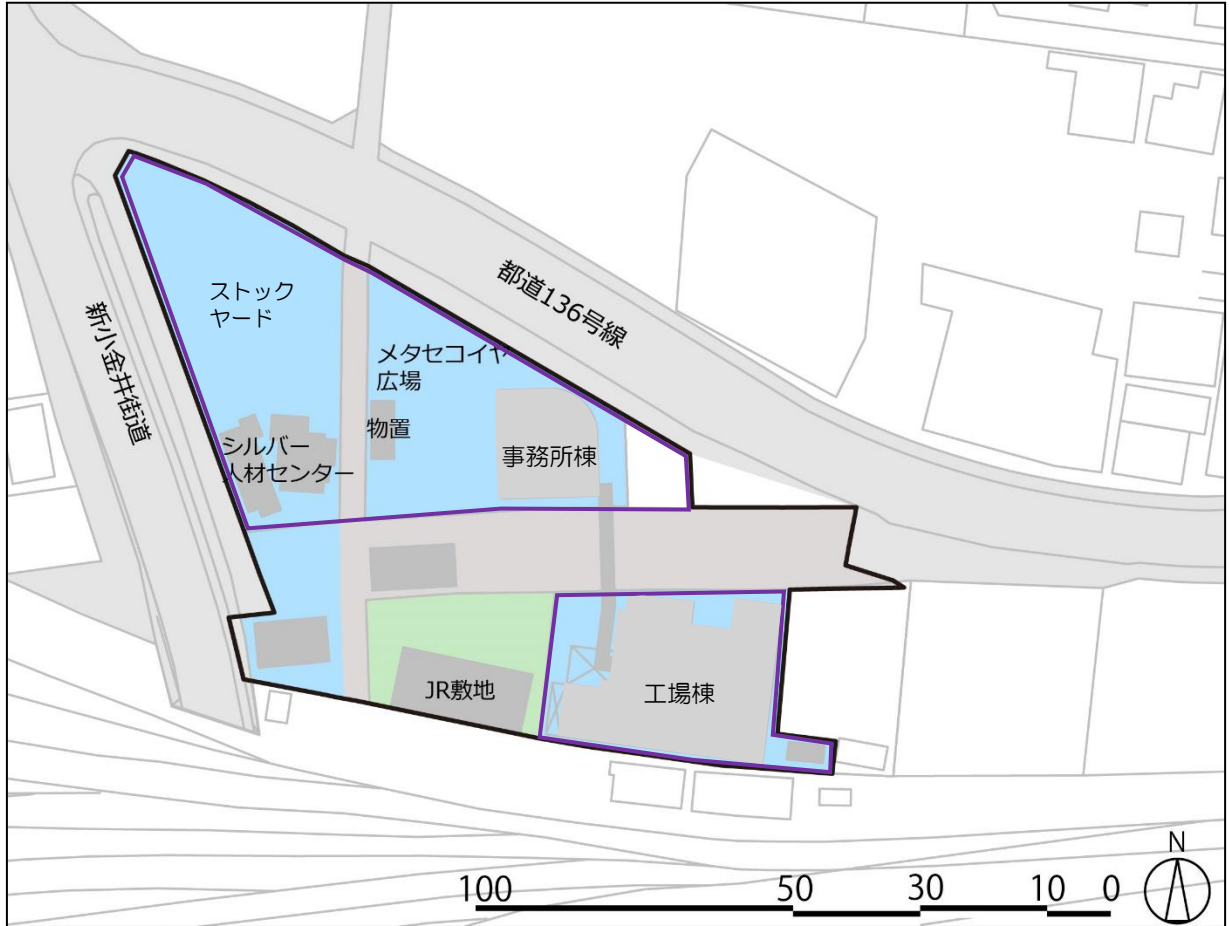 都道136号線
新小金井街道
ストック
ヤード
メタセコイヤ
広場
物置
シルバー
人材センター
事務所棟
JR敷地
工場棟
N
100 50 30 10 0